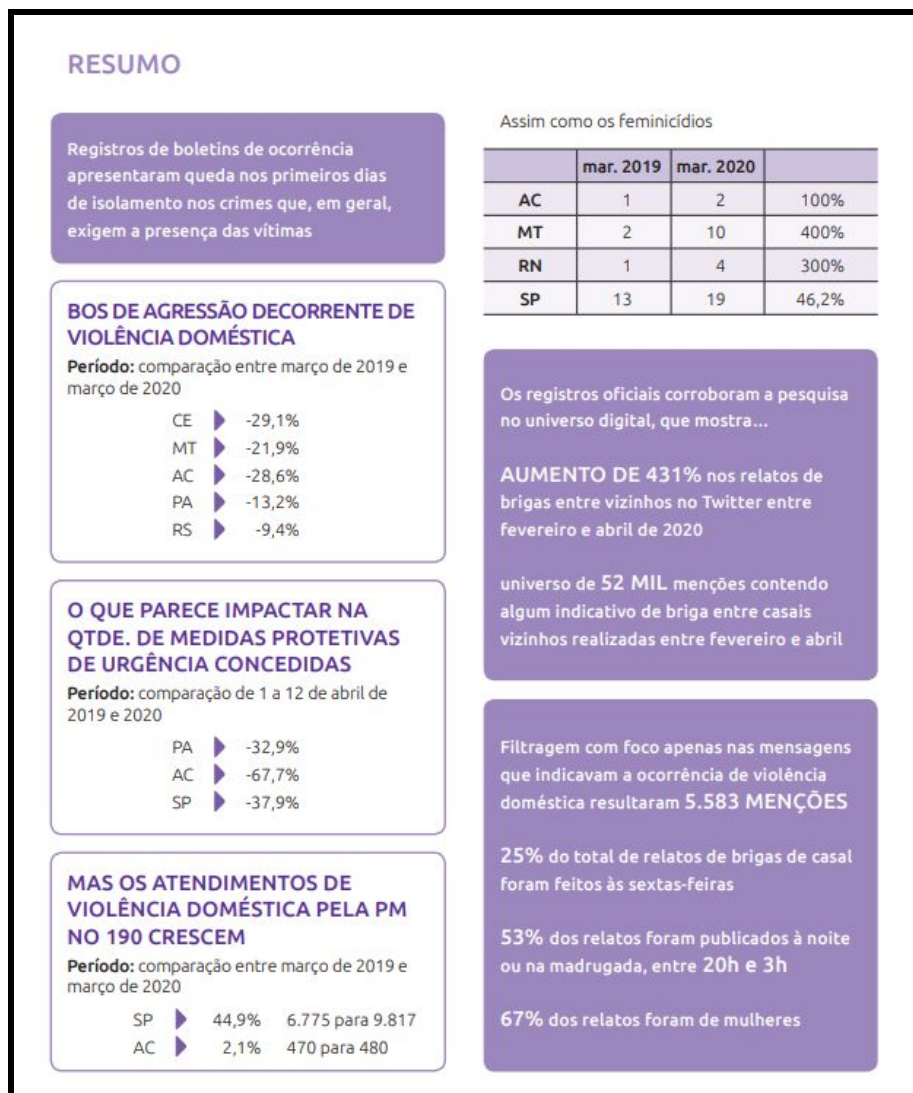 RESUMO
Registros de boletins de ocorrência
apresentaram queda nos primeiros dias
de isolamento nos crimes que, em geral,
exigem a presença das vítimas
BOS DE AGRESSÃO DECORRENTE DE
VIOLÊNCIA DOMÉSTICA
Período: comparação entre março de 2019 e
março de 2020
CE -29,1%
MT -21,9%
AC -28,6%
PA -13,2%
RS -9,4%
O QUE PARECE IMPACTAR NA
QTDE. DE MEDIDAS PROTETIVAS
DE URGÊNCIA CONCEDIDAS
Período: comparação de 1 a 12 de abril de
2019 e 2020
PA -32,9%
AC -67,7%
SP -37,9%
MAS OS ATENDIMENTOS DE
VIOLÊNCIA DOMÉSTICA PELA PM
NO 190 CRESCEM
Período: comparação entre março de 2019 e
março de 2020
SP 44,9% 6.775 para 9.817
AC 2,1% 470 para 480
Assim como os feminicídios
mar. 2019 mar. 2020
AC 1 2 100%
MT 2 10 400%
RN 1 4 300%
SP 13 19 46,2%
Os registros oficiais corroboram a pesquisa
no universo digital, que mostra...
AUMENTO DE 431% nos relatos de
brigas entre vizinhos no Twitter entre
fevereiro e abril de 2020
universo de 52 MIL menções contendo
algum indicativo de briga entre casais
vizinhos realizadas entre fevereiro e abril
Filtragem com foco apenas nas mensagens
que indicavam a ocorrência de violência
doméstica resultaram 5.583 MENÇÕES
25% do total de relatos de brigas de casal
foram feitos às sextas-feiras
53% dos relatos foram publicados à noite
ou na madrugada, entre 20h e 3h
67% dos relatos foram de mulheres